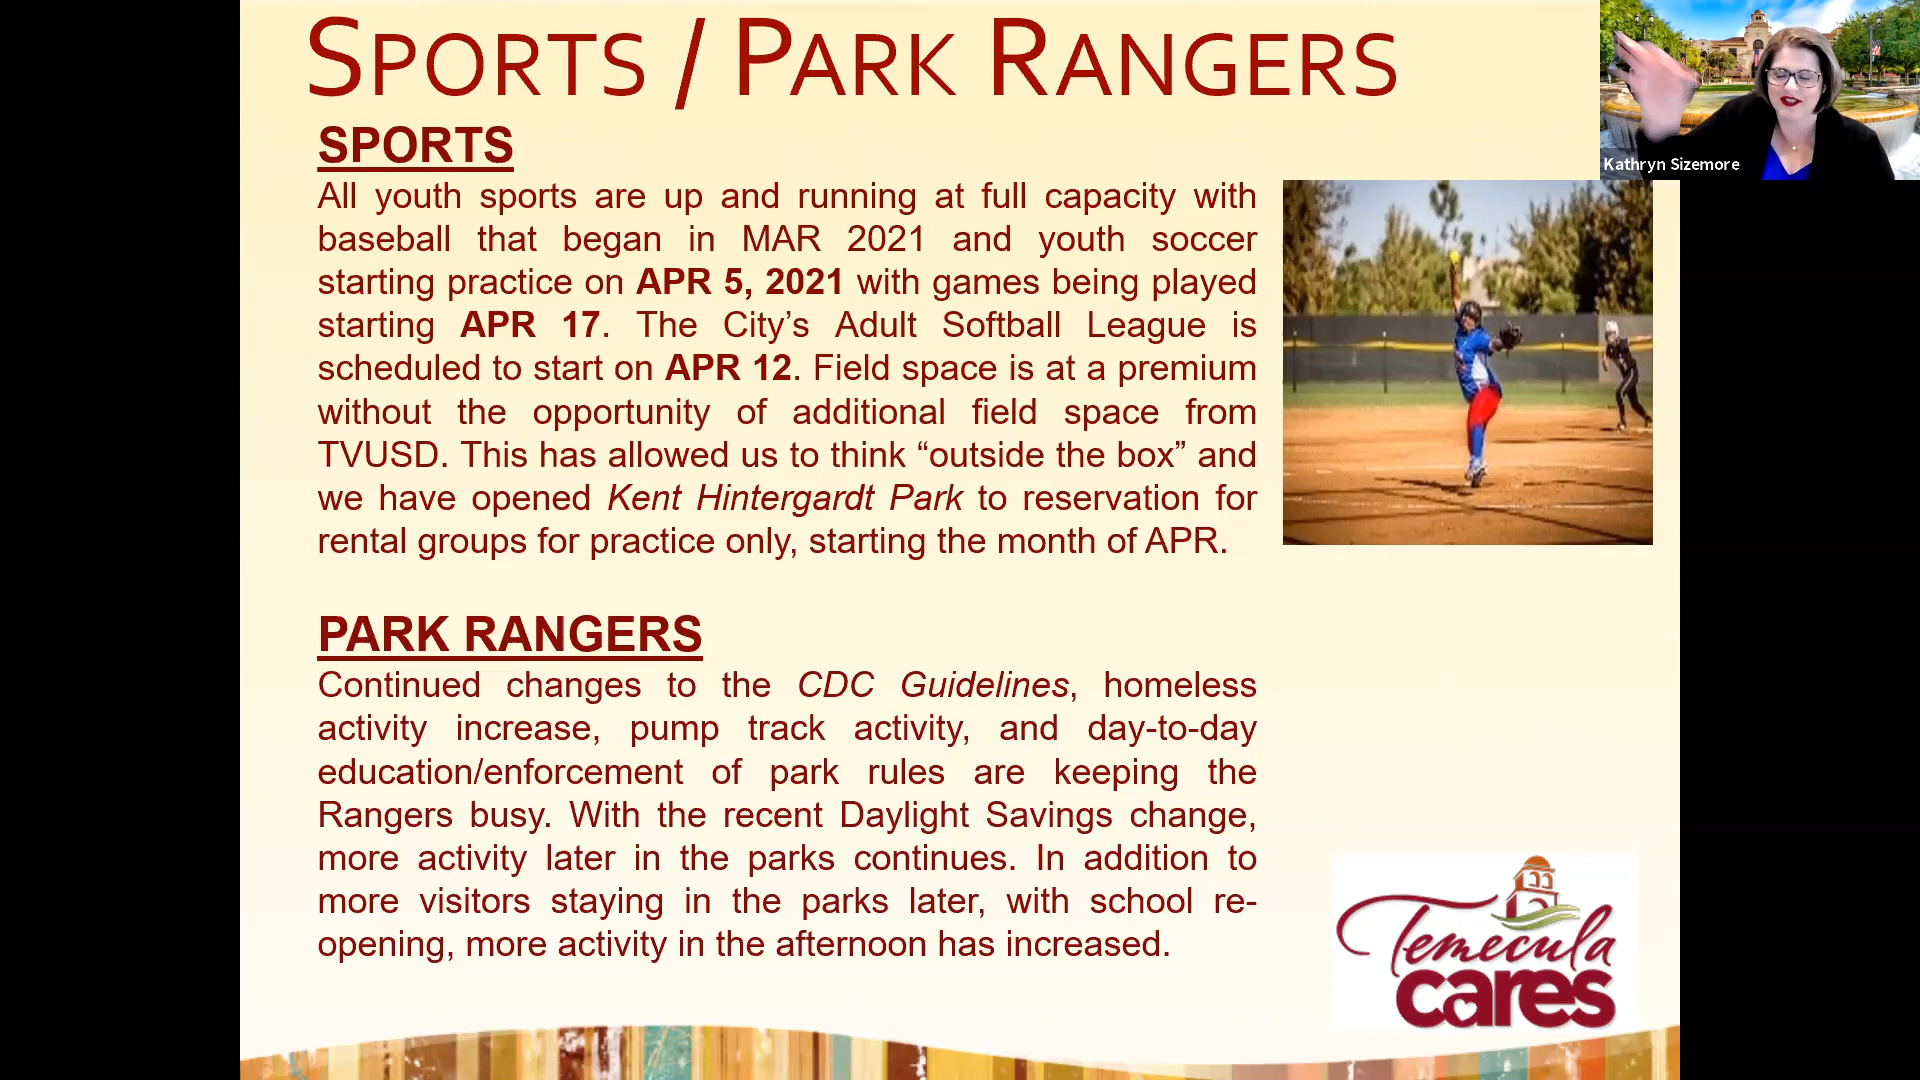 SPORTS / PARK RANGERS
Kathryn Sizemore
SPORTS
All youth sports are up and running at full capacity with
baseball that began in MAR 2021 and youth soccer
starting practice on APR 5, 2021 with games being played
starting APR 17. The City’s Adult Softball League is
scheduled to start on APR 12. Field space is at a premium
without the opportunity of additional field space from
TVUSD. This has allowed us to think “outside the box” and
we have opened Kent Hintergardt Park to reservation for
rental groups for practice only, starting the month of APR.
PARK RANGERS
Continued changes to the CDC Guidelines, homeless
activity increase, pump track activity, and day-to-day
education/enforcement of park rules are keeping the
Rangers busy. With the recent Daylight Savings change,
more activity later in the parks continues. In addition to
more visitors staying in the parks later, with school re-
opening, more activity in the afternoon has increased.
Temecula
cares